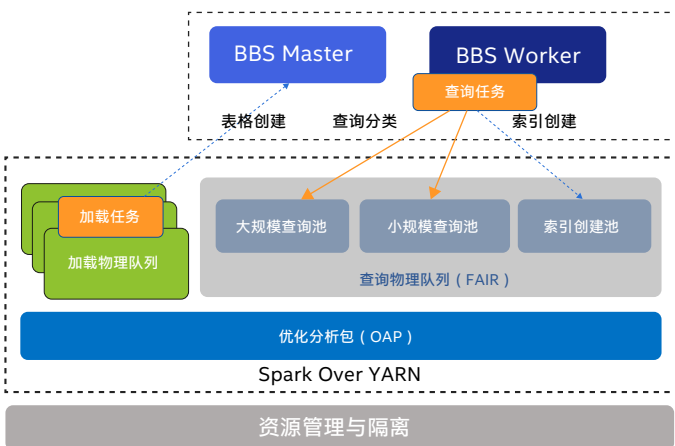 BBS Master
BBS Worker
查询任务
表格创建
查询分类
索引创建
加载任务
加载物理队列
大规模查询池
小规模查询池
索引创建池
查询物理队列（FAIR）
优化分析包（OAP）
Spark Over YARN
资源管理与隔离